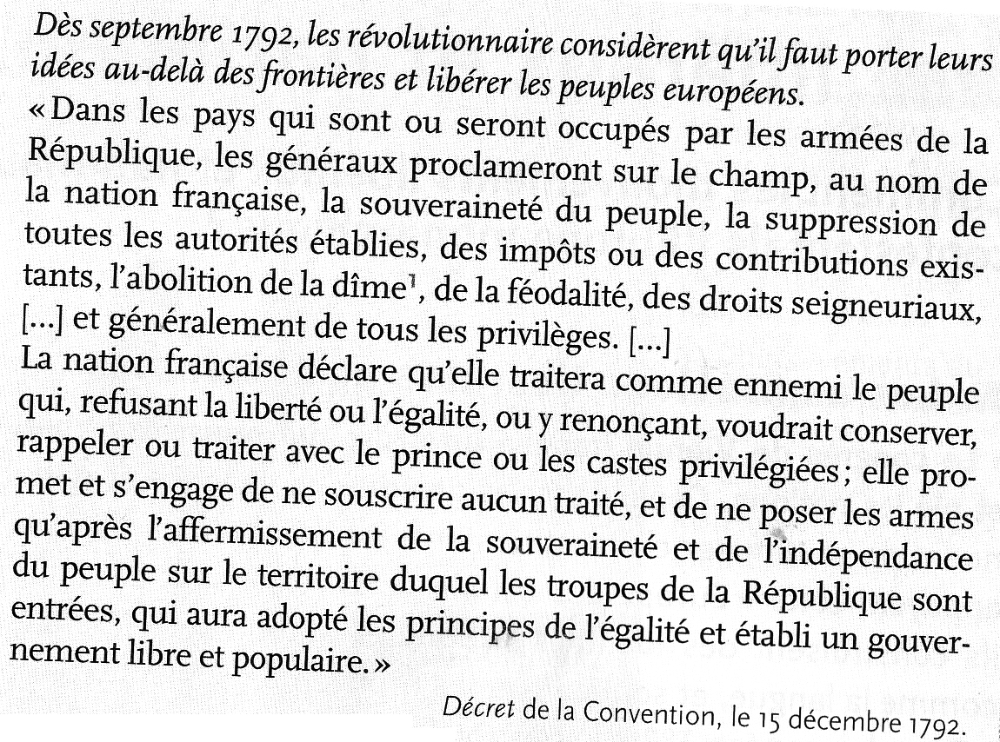 Dès septembre 1792, les révolutionnaire considèrent qu'il faut porter leurs
idées au-delà des frontières et libérer les peuples européens.
«Dans les pays qui sont ou seront occupés par les armées de la
République, les généraux proclameront sur le champ, au nom de
la nation française, la souveraineté du peuple, la suppression de
toutes les autorités établies, des impôts ou des contributions exis-
tants, l'abolition de la dîme¹, de la féodalité, des droits seigneuriaux,
[...] et généralement de tous les privilèges. [...]
La nation française déclare qu'elle traitera comme ennemi le peuple
qui, refusant la liberté ou l'égalité, ou y renonçant, voudrait conserver,
rappeler ou traiter avec le prince ou les castes privilégiées; elle pro-
met et s'engage de ne souscrire aucun traité, et de ne poser les armes
qu'après l'affermissement de la souveraineté et de l'indépendance
du peuple sur le territoire duquel les troupes de la République sont
entrées, qui aura adopté les principes de l'égalité et établi un gouver-
nement libre et populaire.»
Décret de la Convention, le 15 décembre 1792.